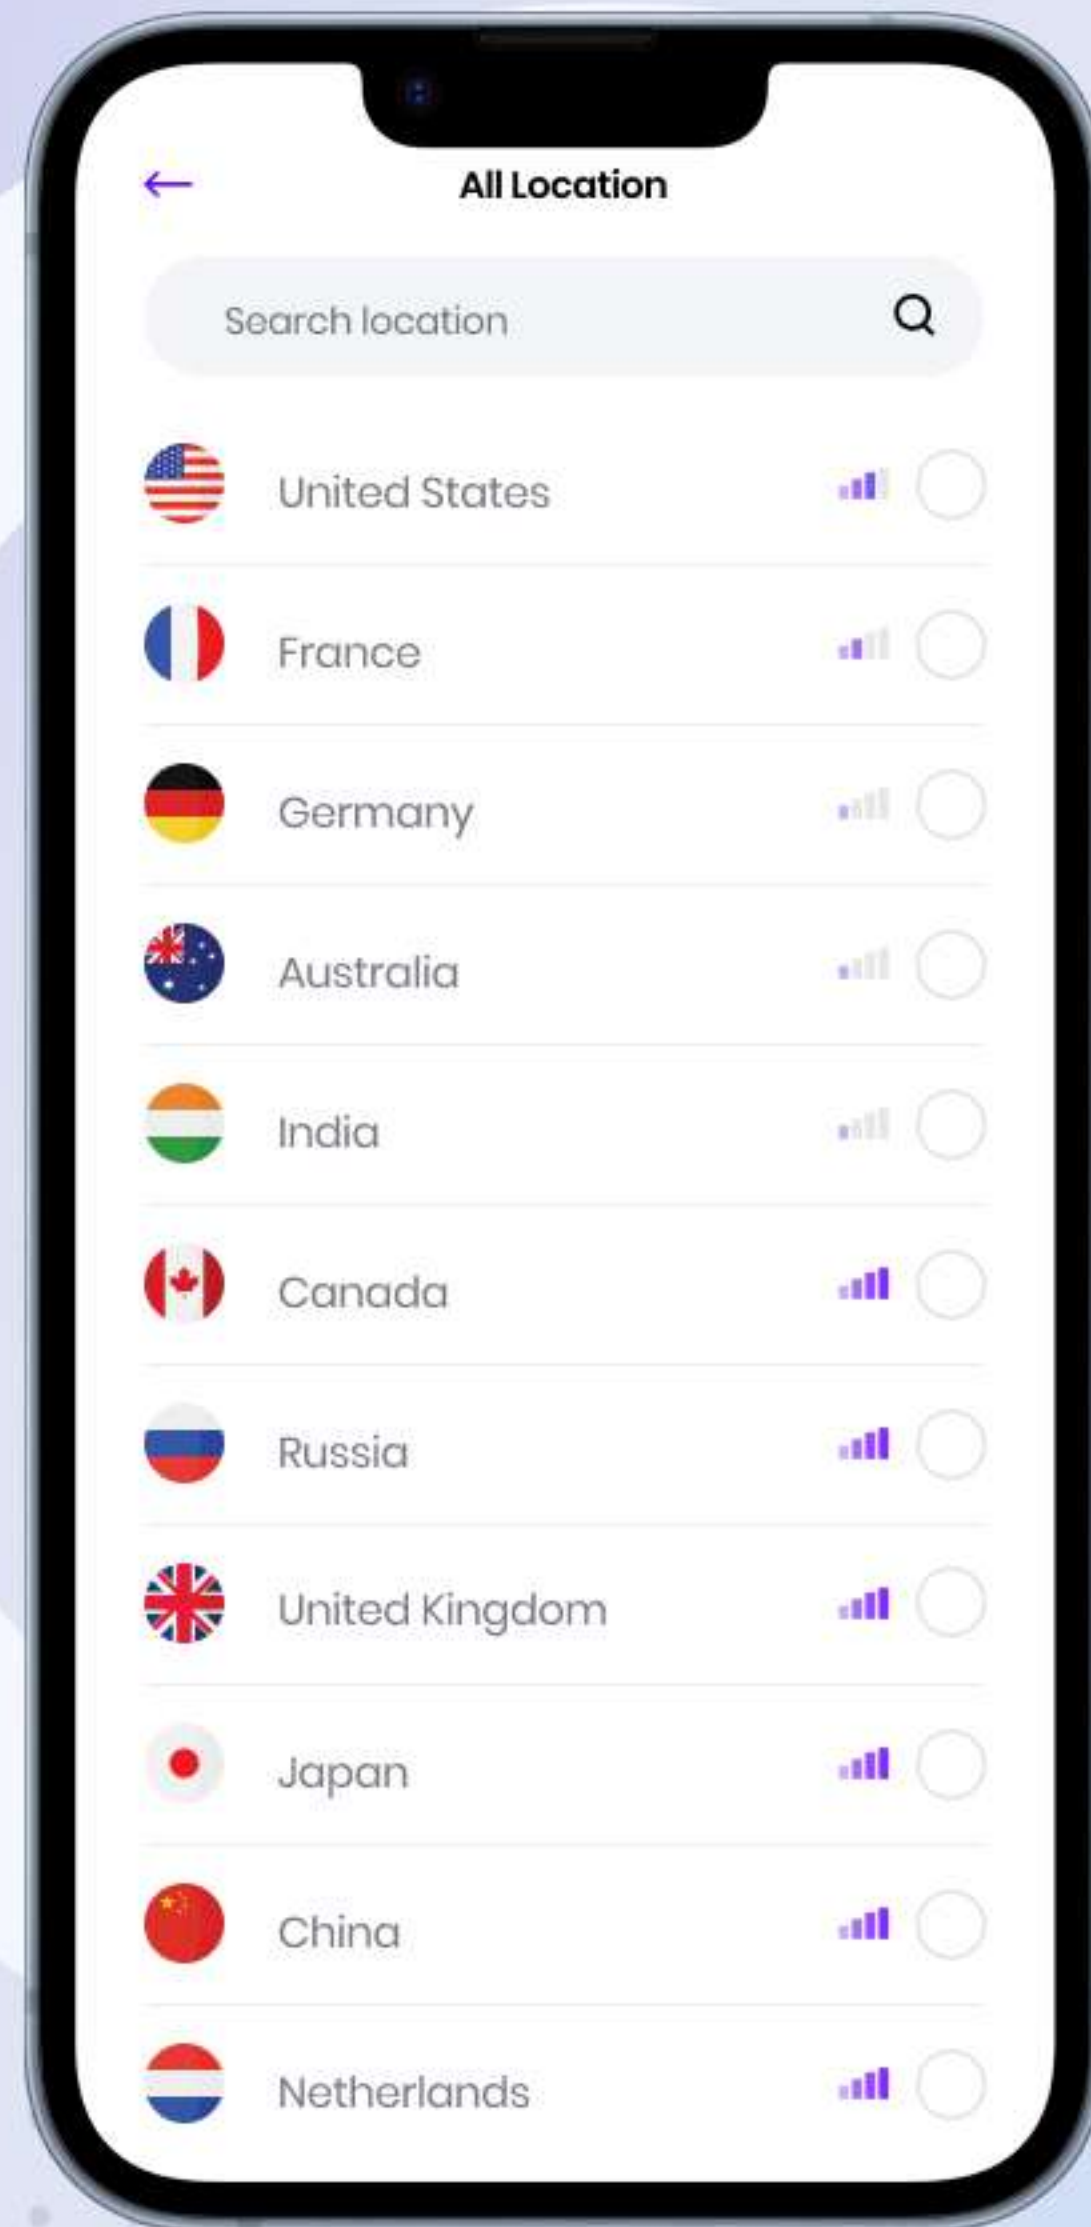 All Location
Search location
United States
France
Germany
Australia
India
Canada
Russia
United Kingdom
Japan
China
Netherlands